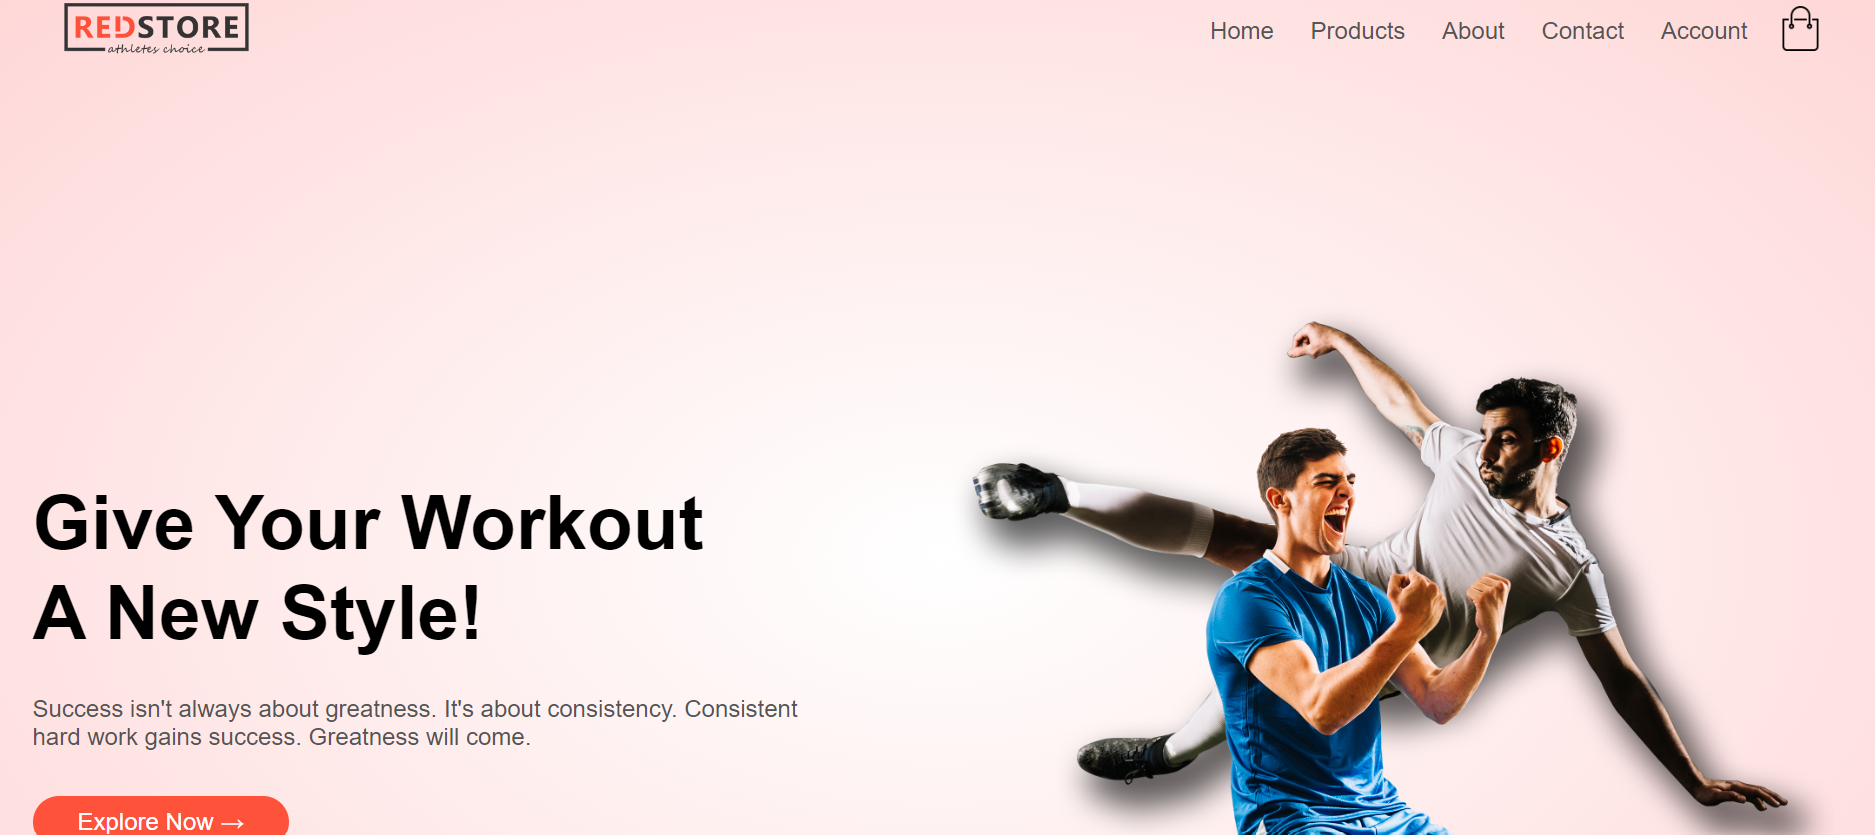 REDSTORE
athletes choice
Home Products About Contact Account
Give Your Workout
A New Style!
Success isn't always about greatness. It's about consistency. Consistent
hard work gains success. Greatness will come.
Explore Now →